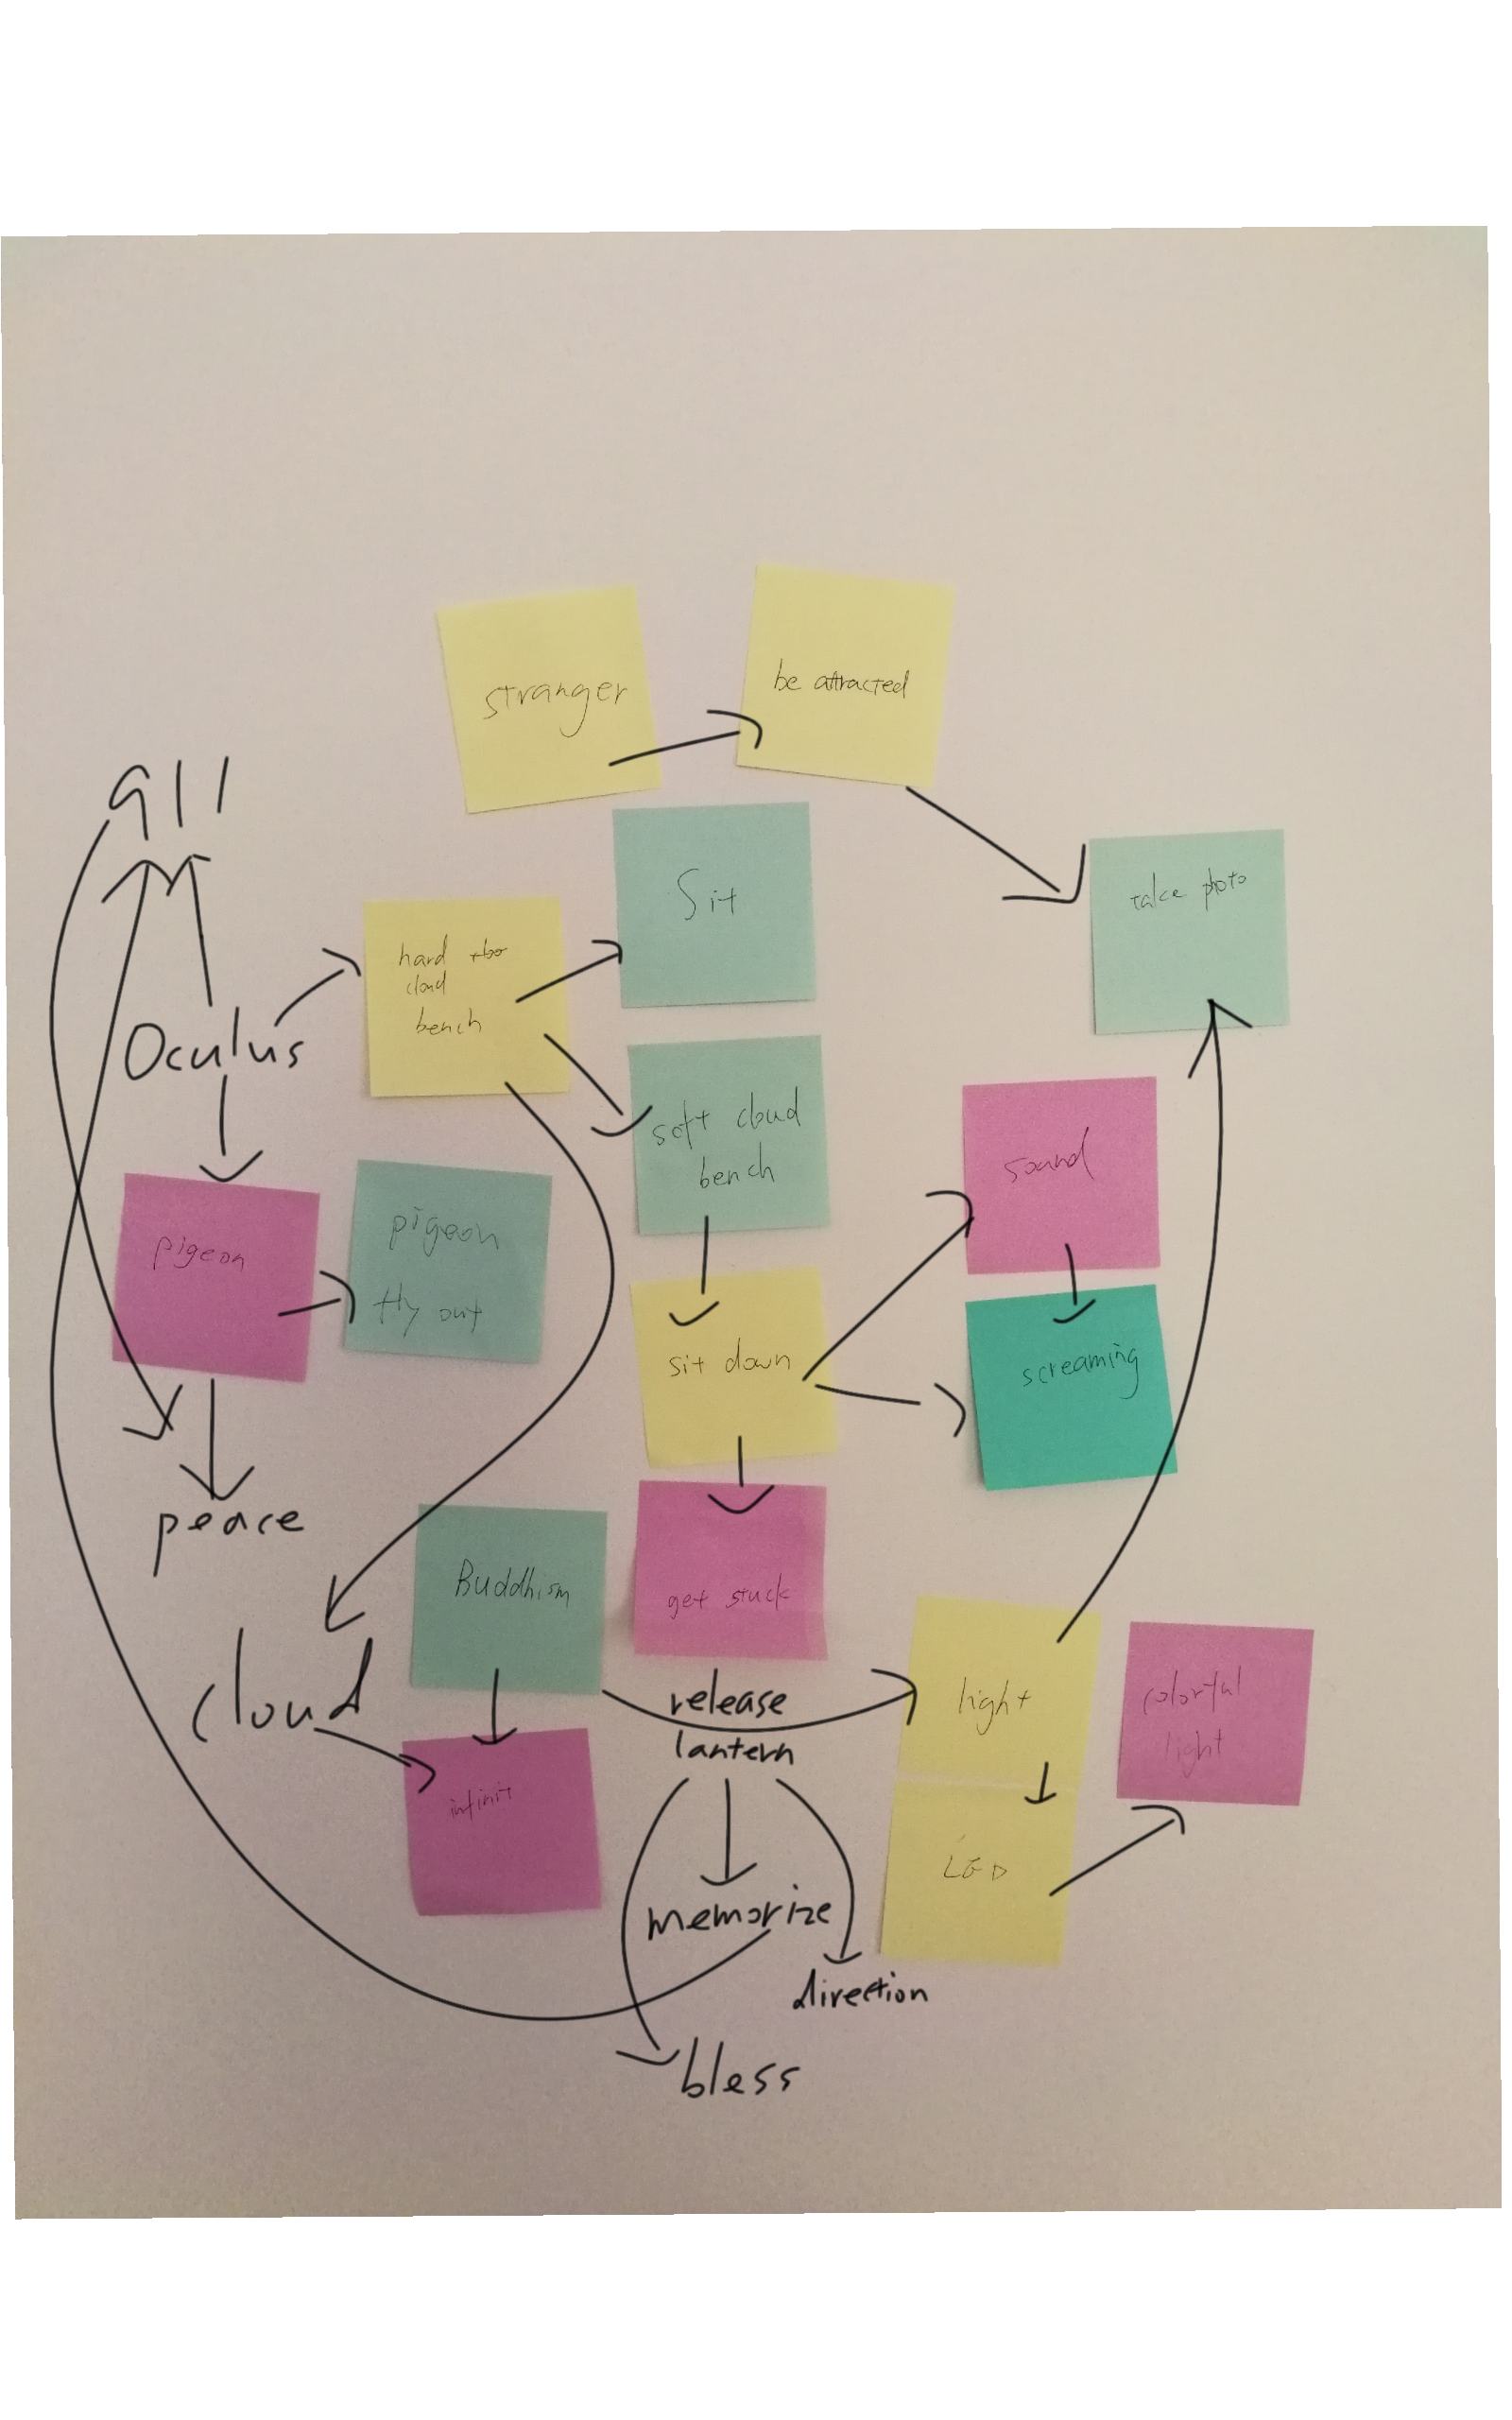 stranger
be attracted
911
Sit
take photo
hard
cloud
bench
Oculus
soft cloud
bench
sound
pigeon
pigeon
fly out
sit down
screaming
peace
Buddhism
get stuck
cloud
release
lantern
light
colorful
light
infinit
LED
memorize
direction
bless